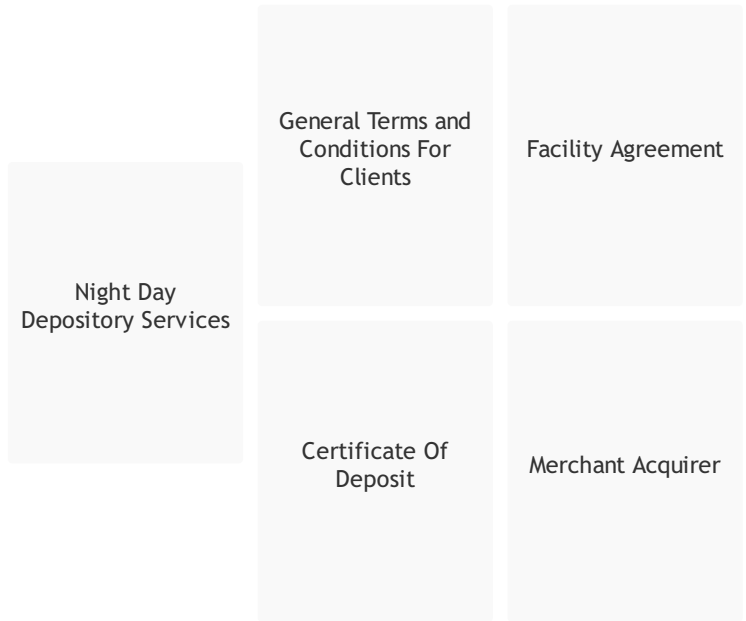 Night Day
Depository Services
General Terms and
Conditions For
Clients
Facility Agreement
Certificate Of
Deposit
Merchant Acquirer